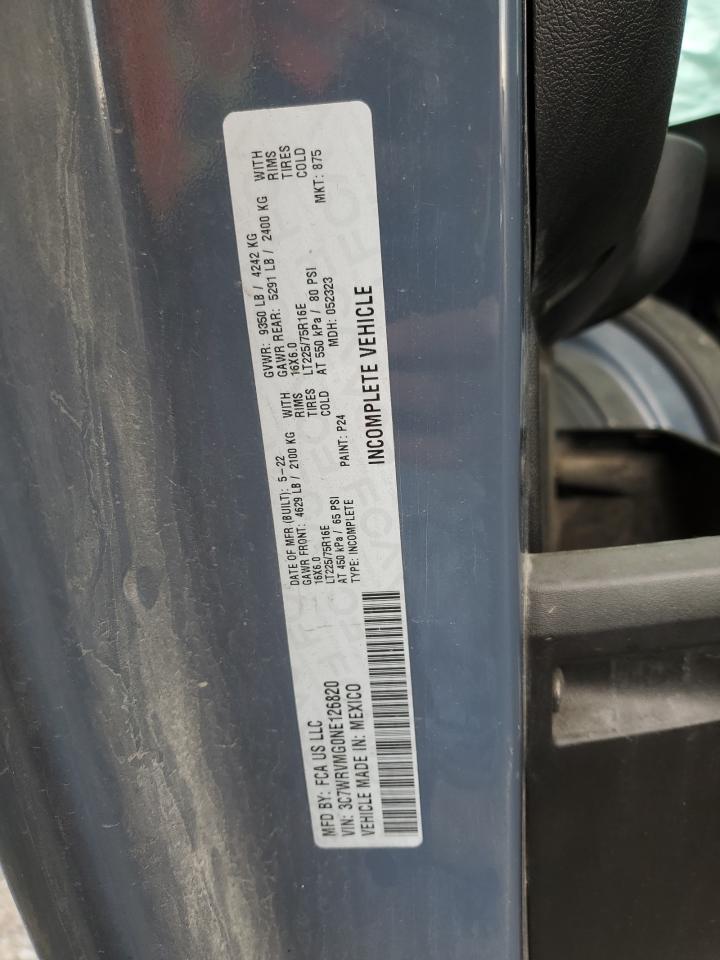 MFD BY: FCA US LLC
DATE OF MFR (BUILT): 5-22
GVWR: 9350 LB / 4242 KG
GAWR FRONT: 4629 LB / 2100 KG WITH
GAWR REAR: 5291 LB / 2400 KG WITH
16X6.0 RIMS
16X6.0 RIMS
LT225/75R16E TIRES
LT225/75R16E TIRES
AT 450 kPa / 65 PSI COLD
AT 550 kPa / 80 PSI COLD
VIN: 3C7WRVMG0NE126820
TYPE: INCOMPLETE
PAINT: P24
MDH: 052323
MKT: 875
VEHICLE MADE IN: MEXICO
INCOMPLETE VEHICLE